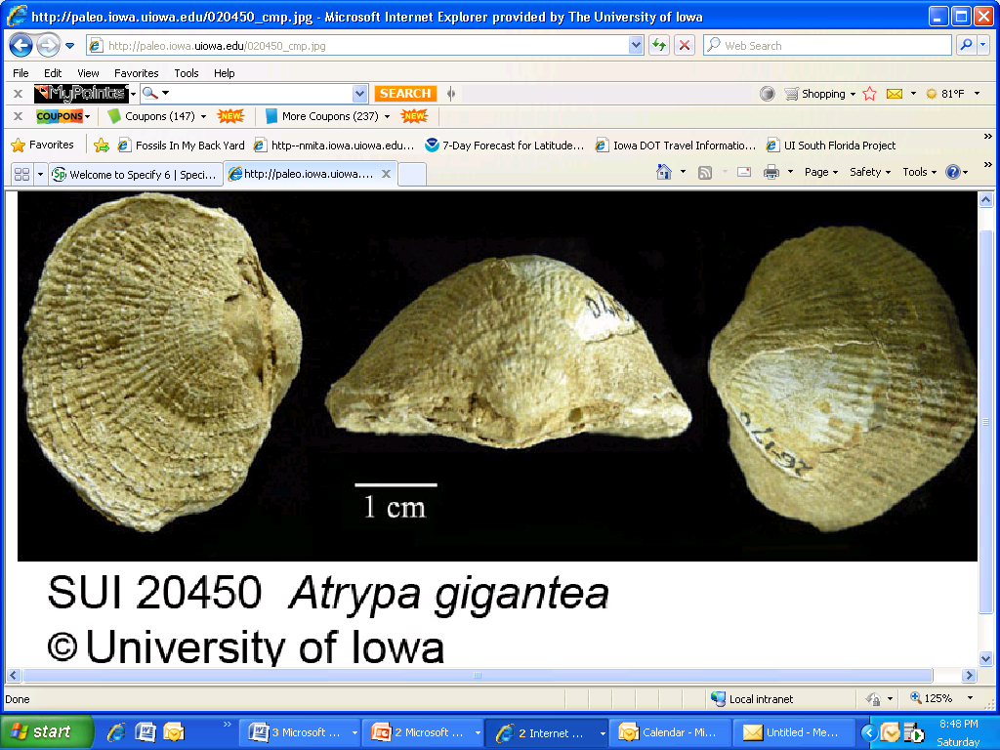 http://paleo.iowa.uiowa.edu/020450_cmp.jpg - Microsoft Internet Explorer provided by The University of Iowa
http://paleo.iowa.uiowa.edu/020450_cmp.jpg
Web Search
File Edit View Favorites Tools Help
MyPoints SEARCH Shopping 81°F
COUPONS Coupons (147) NEW More Coupons (237) NEW
Favorites Fossils In My Back Yard http--nmita.iowa.uiowa.edu... 7-Day Forecast for Latitude... Iowa DOT Travel Informatio... UI South Florida Project
Sp Welcome to Specify 6 | Speci... http://paleo.iowa.uiowa.... X Page Safety Tools
1 cm
SUI 20450 Atrypa gigantea
© University of Iowa
Done Local intranet 125%
start 3 Microsoft ... 2 Microsoft ... 2 Internet ... Calendar - Mi... Untitled - Me... 8:48 PM
Saturday